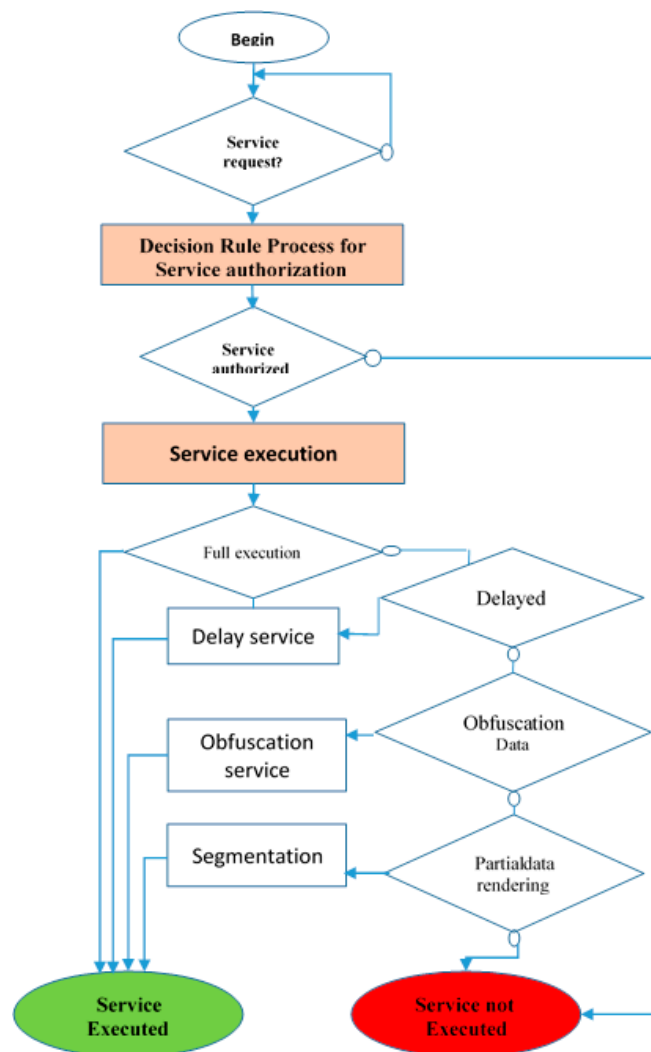 Begin
Service
request?
Decision Rule Process for
Service authorization
Service
authorized
Service execution
Full execution
Delayed
Delay service
Obfuscation
Data
Obfuscation
service
Segmentation
Partialdata
rendering
Service
Executed
Service not
Executed